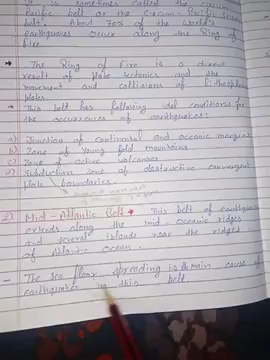 It is sometimes called the circum
Pacific belt or the Circum Pacific Seismic
belt. About 70% of the world's
earthquakes occur along the Ring of
Fire
→ The Ring of Fire is a direct
result of plate tectonics and the
movement and collisions of lithospheric
plates
→ This belt has following ideal conditions for
the occurrences of earthquakes:
a) Junction of continental and oceanic margins
b) Zone of young fold mountains
c) Zone of active volcanoes
d) Subduction zone of destructive convergent
plate boundaries.
2) Mid-Atlantic Belt → This belt of earthquake
extends along the mid oceanic ridges
and several islands near the ridges
of Atlantic ocean.
- The sea floor spreading is main cause of
earthquakes in this belt